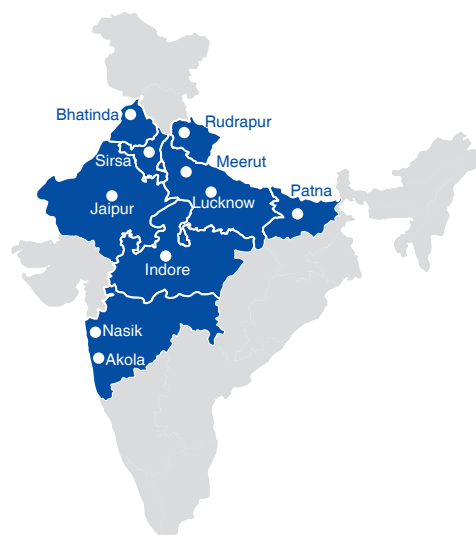 Bhatinda
Rudrapur
Sirsa
Meerut
Jaipur
Lucknow
Patna
Indore
Nasik
Akola